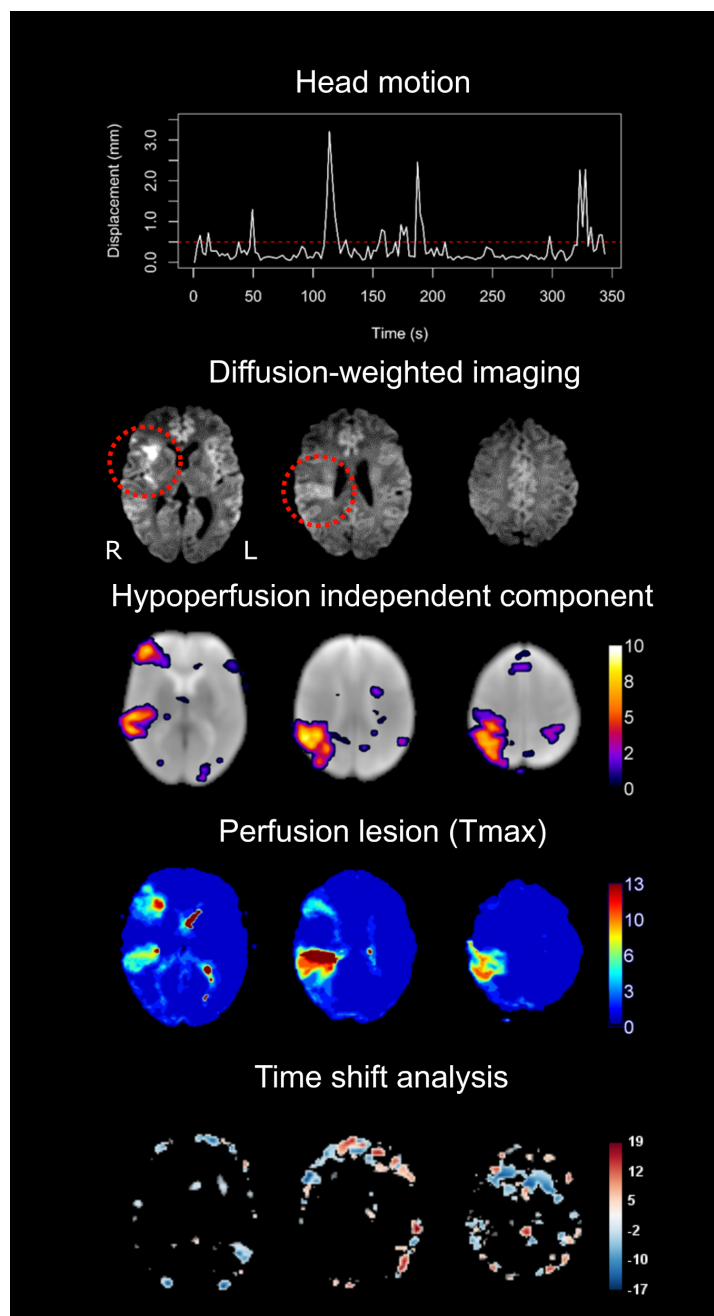 Head motion
Displacement (mm)
3.0
2.0
1.0
0.0
0 50 100 150 200 250 300 350
Time (s)
Diffusion-weighted imaging
R L
Hypoperfusion independent component
10
8
5
2
0
Perfusion lesion (Tmax)
13
10
6
3
0
Time shift analysis
19
12
5
-2
-10
-17